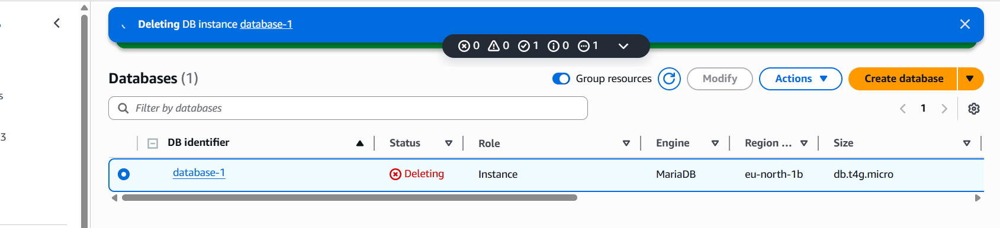 Deleting DB instance database-1
0 0 1 0 1
Databases (1)
Group resources
Modify
Actions
Create database
Filter by databases
1
s
3
DB identifier Status Role Engine Region ... Size
database-1 Deleting Instance MariaDB eu-north-1b db.t4g.micro